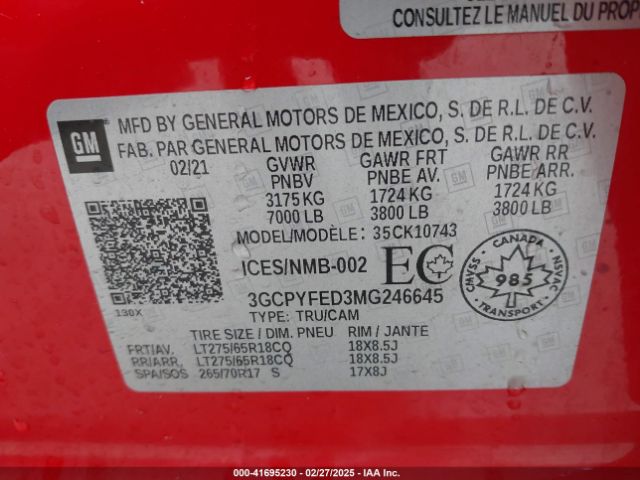 CONSULTEZ LE MANUEL DU PROP
GM
MFD BY GENERAL MOTORS DE MEXICO, S. DE R.L. DE C.V.
FAB. PAR GENERAL MOTORS DE MEXICO, S. DE R.L. DE C.V.
02/21 GVWR GAWR FRT GAWR RR
PNBV PNBE AV. PNBE ARR.
3175 KG 1724 KG 1724 KG
7000 LB 3800 LB 3800 LB
MODEL/MODÈLE: 35CK10743
ICES/NMB-002 EC
CANADA
CMVSS 985 NSVAC
3GCPYFED3MG246645
130X
TYPE: TRU/CAM
TIRE SIZE / DIM. PNEU RIM / JANTE
FRT/AV. LT275/65R18CQ 18X8.5J
RR/ARR. LT275/65R18CQ 18X8.5J
SPA/SOS 265/70R17 S 17X8J
000-41695230 - 02/27/2025 - IAA, Inc.